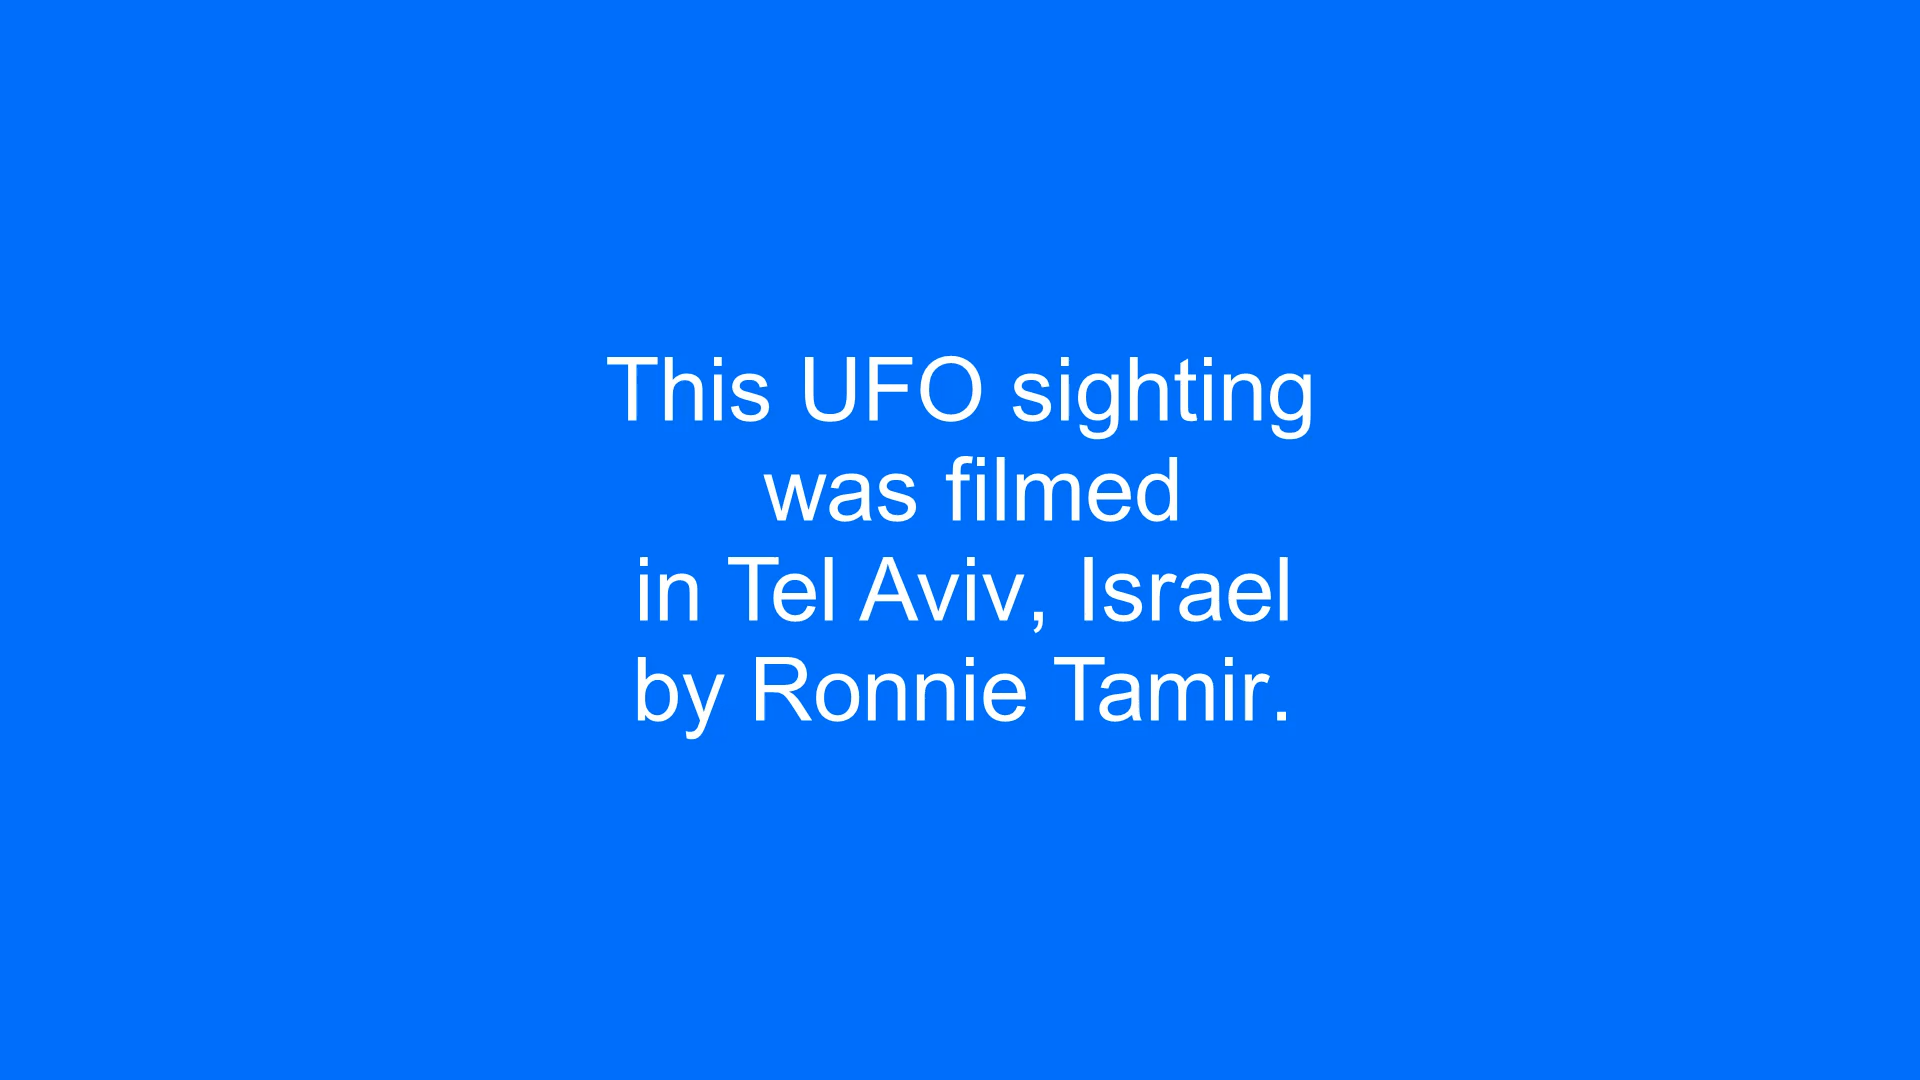 This UFO sighting
was filmed
in Tel Aviv, Israel
by Ronnie Tamir.